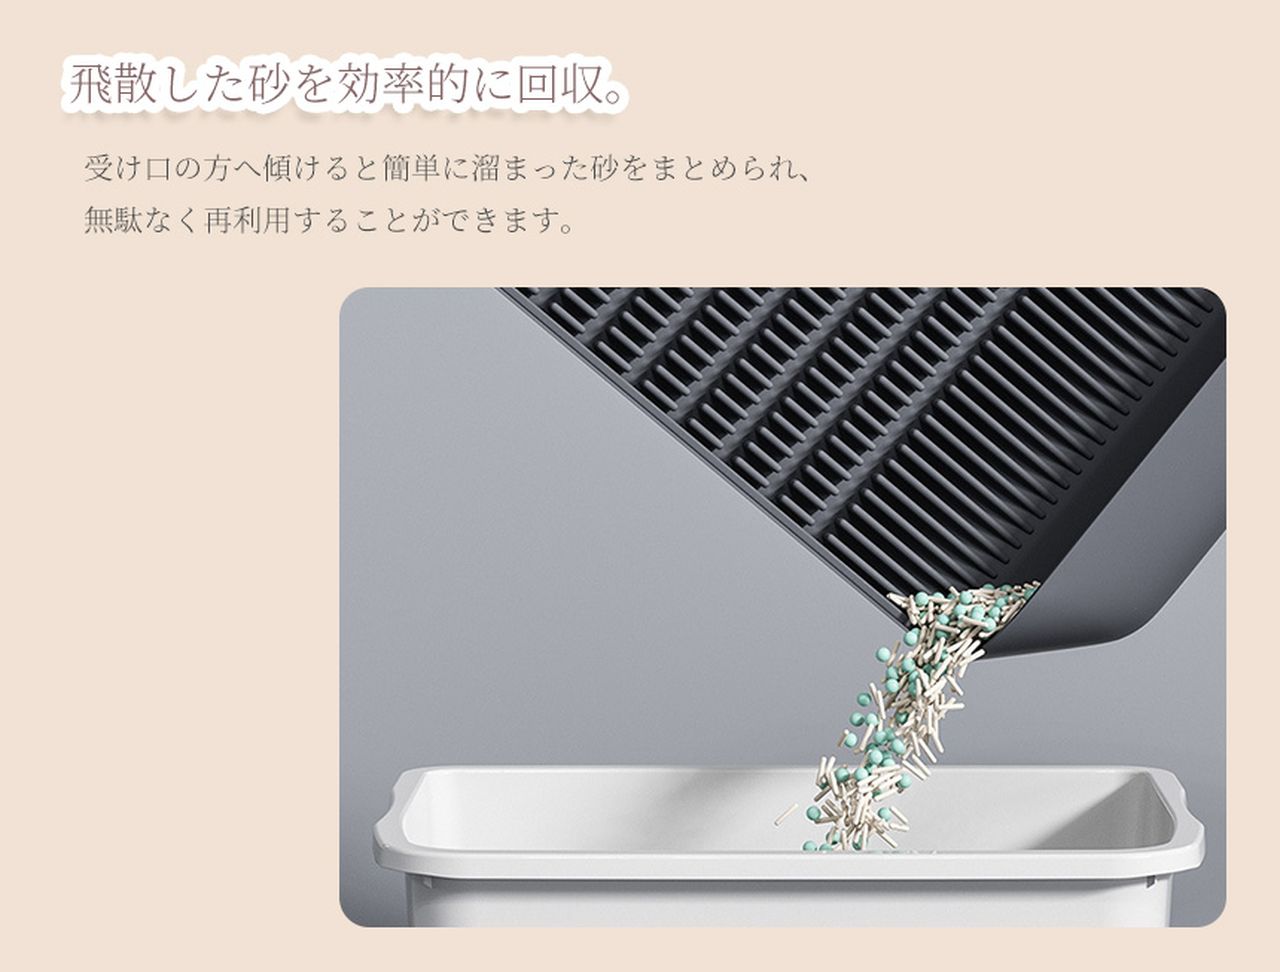 飛散した砂を効率的に回収。
受け口の方へ傾けると簡単に溜まった砂をまとめられ、
無駄なく再利用することができます。